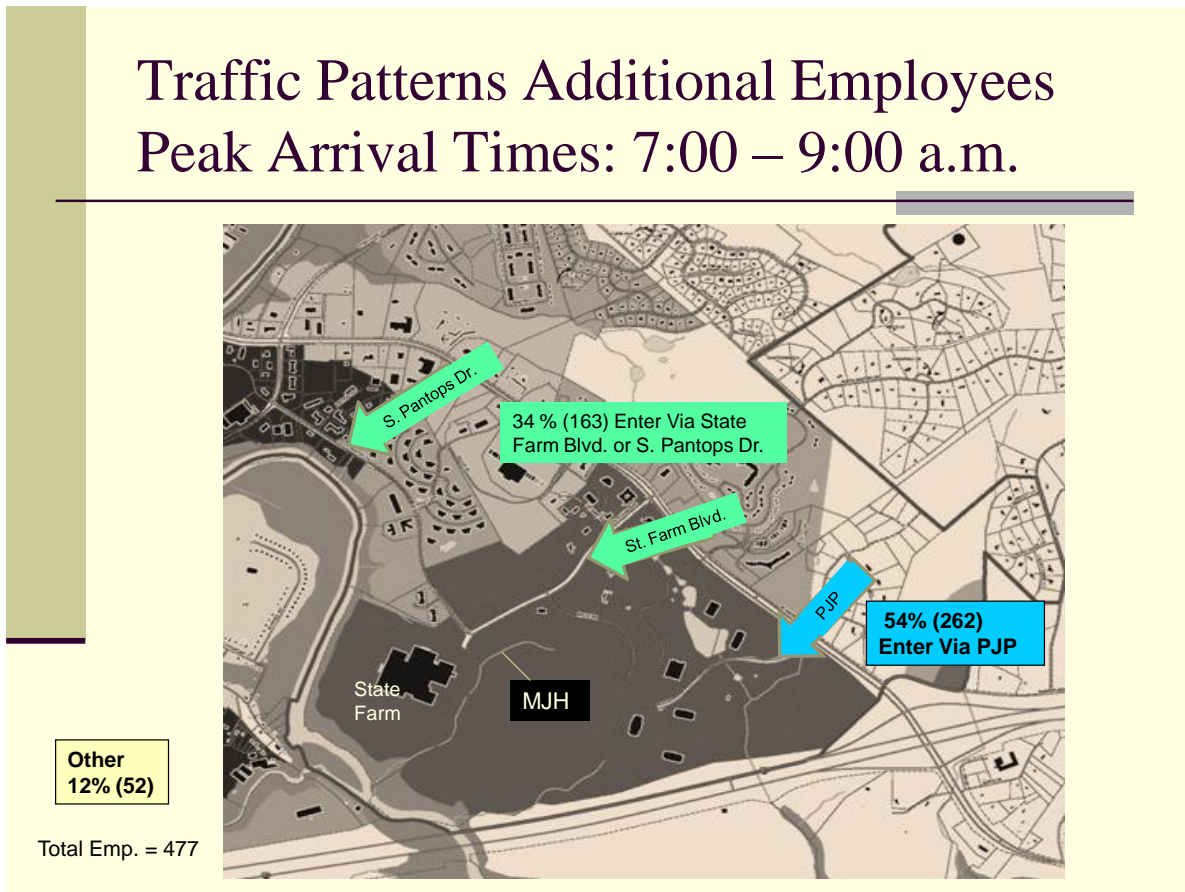 Traffic Patterns Additional Employees
Peak Arrival Times: 7:00 – 9:00 a.m.
S. Pantops Dr.
34 % (163) Enter Via State
Farm Blvd. or S. Pantops Dr.
St. Farm Blvd.
PJP
54% (262)
Enter Via PJP
State
Farm
MJH
Other
12% (52)
Total Emp. = 477